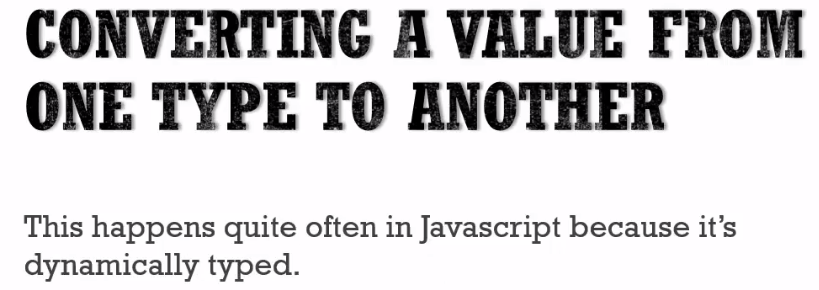 CONVERTING A VALUE FROM
ONE TYPE TO ANOTHER
This happens quite often in Javascript because it’s
dynamically typed.